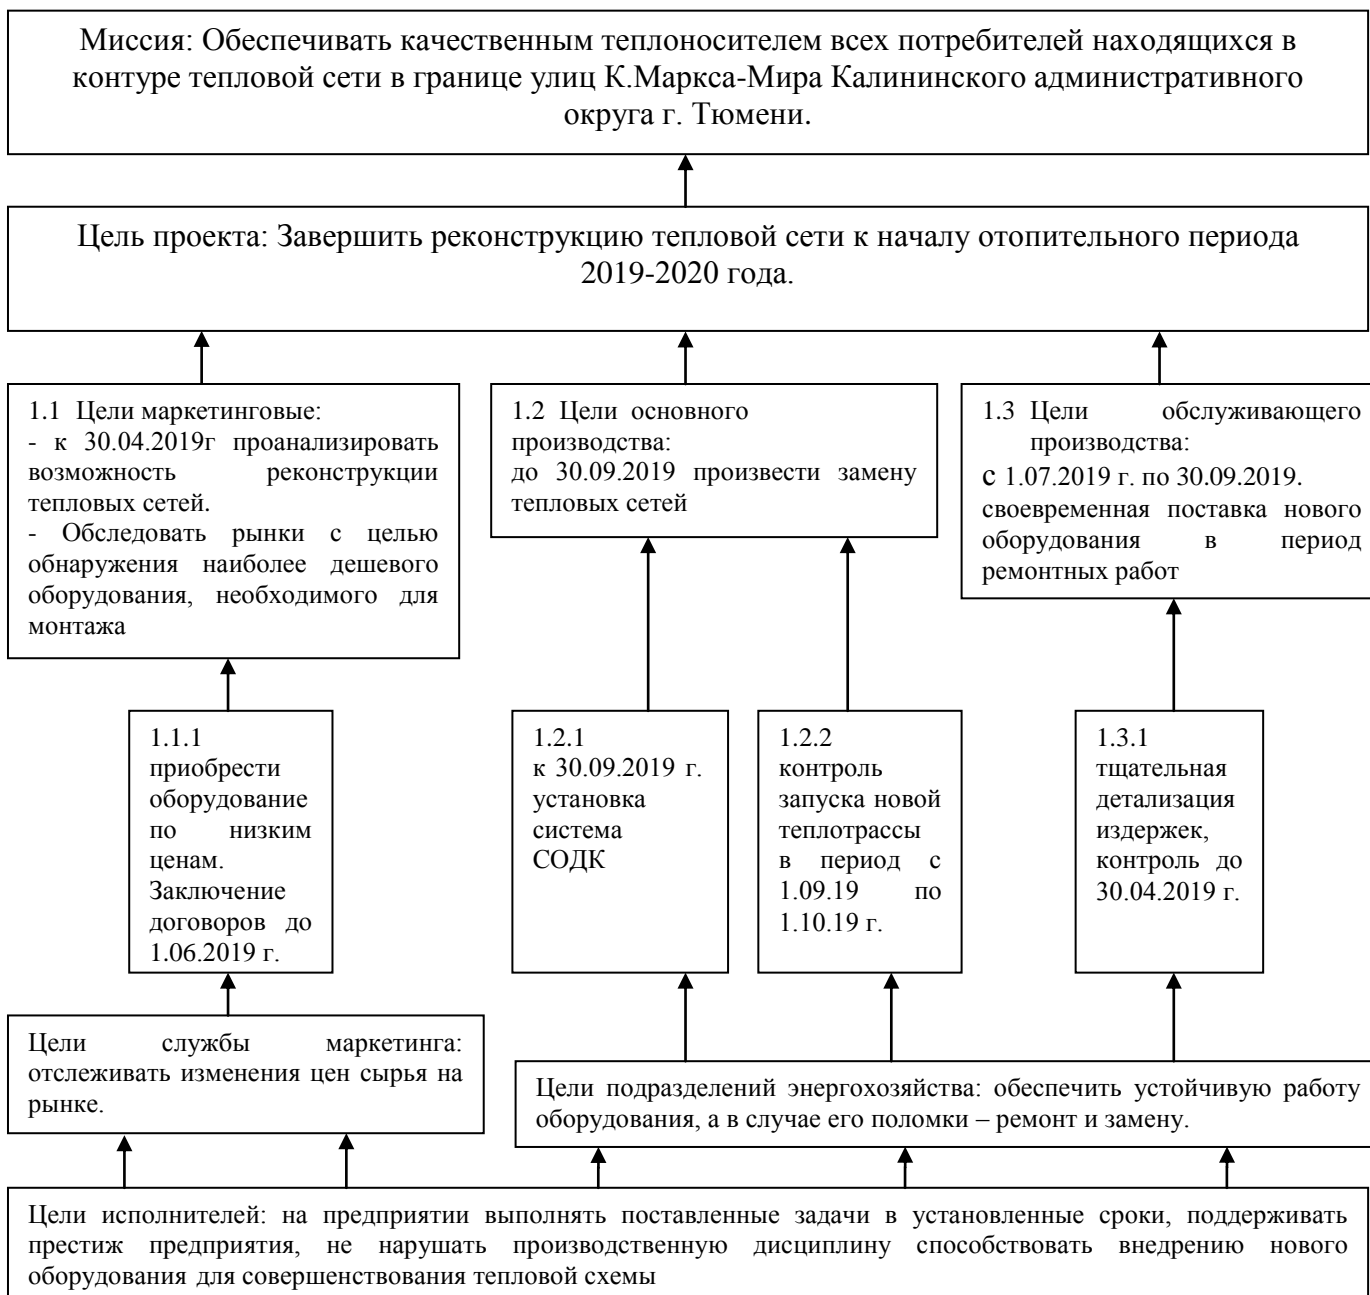 Миссия: Обеспечивать качественным теплоносителем всех потребителей находящихся в
контуре тепловой сети в границе улиц К.Маркса-Мира Калининского административного
округа г. Тюмени.
Цель проекта: Завершить реконструкцию тепловой сети к началу отопительного периода
2019-2020 года.
1.1 Цели маркетинговые:
- к 30.04.2019г проанализировать
возможность реконструкции
тепловых сетей.
- Обследовать рынки с целью
обнаружения наиболее дешевого
оборудования, необходимого для
монтажа
1.2 Цели основного
производства:
до 30.09.2019 произвести замену
тепловых сетей
1.3 Цели обслуживающего
производства:
с 1.07.2019 г. по 30.09.2019.
своевременная поставка нового
оборудования в период
ремонтных работ
1.1.1
приобрести
оборудование
по низким
ценам.
Заключение
договоров до
1.06.2019 г.
1.2.1
к 30.09.2019 г.
установка
система
СОДК
1.2.2
контроль
запуска новой
теплотрассы
в период с
1.09.19 по
1.10.19 г.
1.3.1
тщательная
детализация
издержек,
контроль до
30.04.2019 г.
Цели службы маркетинга:
отслеживать изменения цен сырья на
рынке.
Цели подразделений энергохозяйства: обеспечить устойчивую работу
оборудования, а в случае его поломки – ремонт и замену.
Цели исполнителей: на предприятии выполнять поставленные задачи в установленные сроки, поддерживать
престиж предприятия, не нарушать производственную дисциплину способствовать внедрению нового
оборудования для совершенствования тепловой схемы